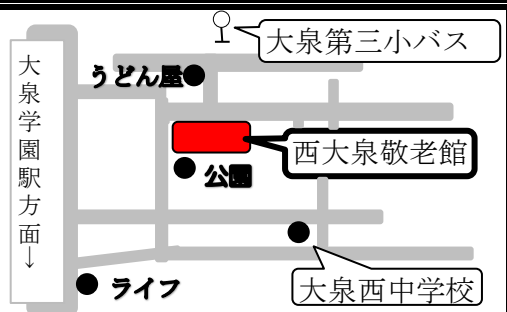 大泉第三小バス
うどん屋
大泉学園駅方面↓
西大泉敬老館
公園
大泉西中学校
ライフ